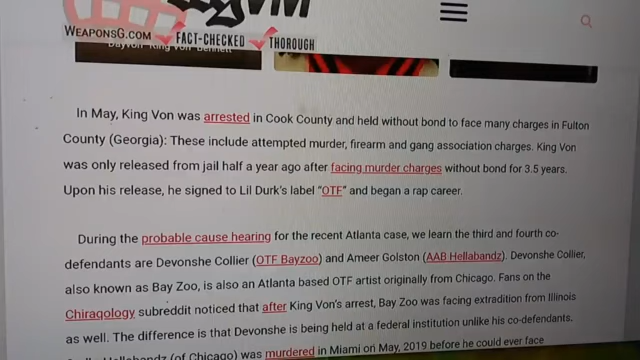 WEAPONSG.COM FACT-CHECKED THOROUGH
Dayvon "King Von" Bennett
In May, King Von was arrested in Cook County and held without bond to face many charges in Fulton
County (Georgia): These include attempted murder, firearm and gang association charges. King Von
was only released from jail half a year ago after facing murder charges without bond for 3.5 years.
Upon his release, he signed to Lil Durk's label "OTF" and began a rap career.
During the probable cause hearing for the recent Atlanta case, we learn the third and fourth co-
defendants are Devonshe Collier (OTF Bayzoo) and Ameer Golston (AAB Hellabandz). Devonshe Collier,
also known as Bay Zoo, is also an Atlanta based OTF artist originally from Chicago. Fans on the
Chiraqology subreddit noticed that after King Von's arrest, Bay Zoo was facing extradition from Illinois
as well. The difference is that Devonshe is being held at a federal institution unlike his co-defendants.
Hellabandz (of Chicago) was murdered in Miami on May, 2019 before he could ever face